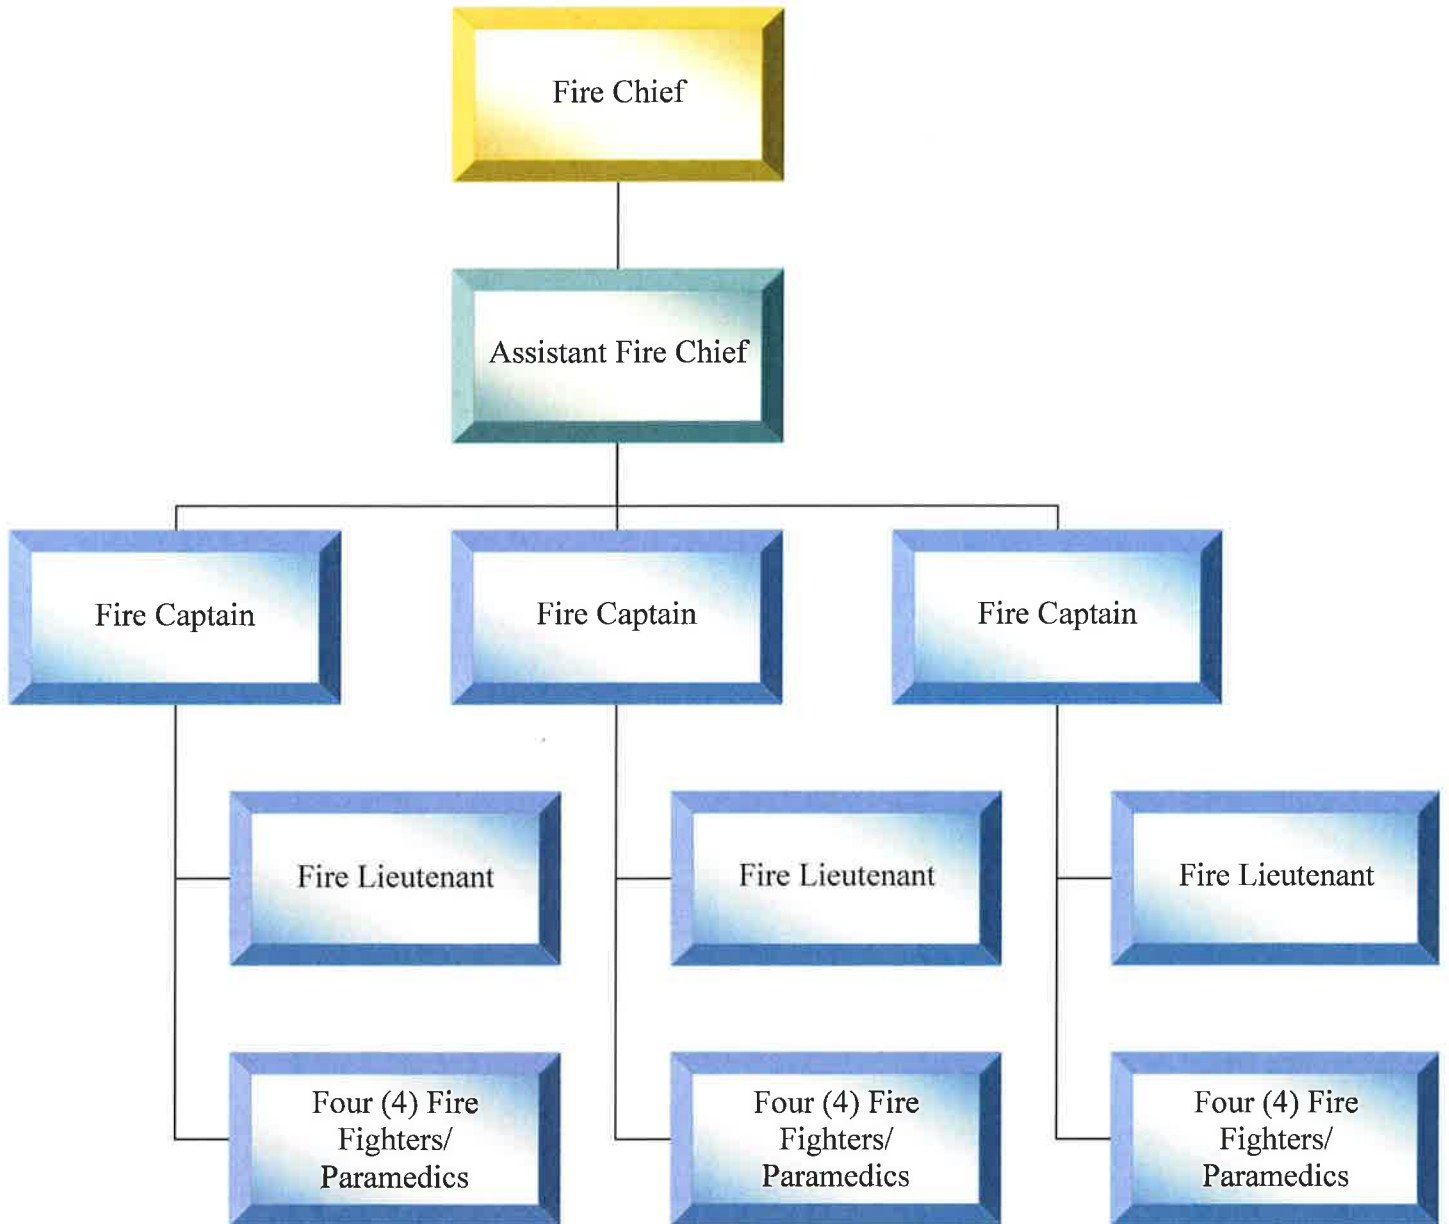 Fire Chief
Assistant Fire Chief
Fire Captain
Fire Captain
Fire Captain
Fire Lieutenant
Fire Lieutenant
Fire Lieutenant
Four (4) Fire
Fighters/
Paramedics
Four (4) Fire
Fighters/
Paramedics
Four (4) Fire
Fighters/
Paramedics